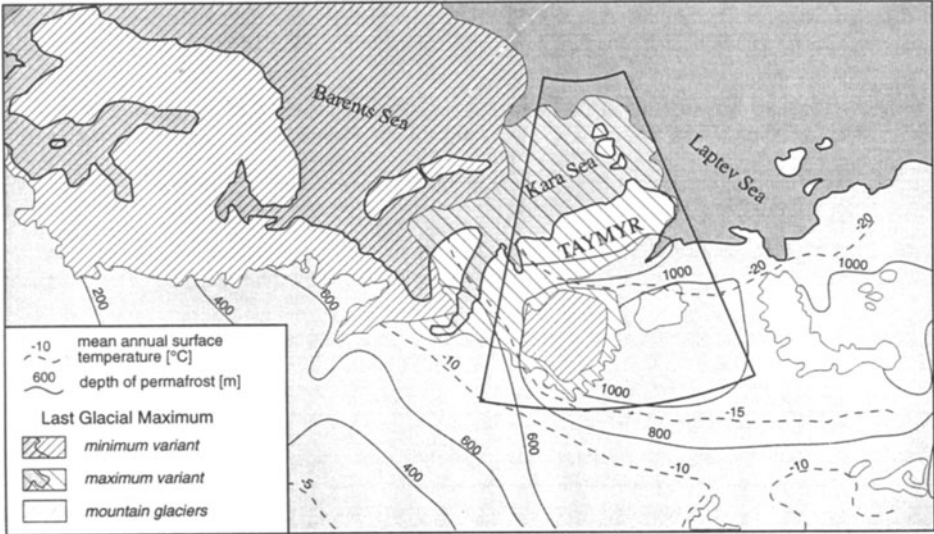 Barents Sea
Kara Sea
Laptev Sea
TAYMYR
-20
1000
-20
1000
200
400
600
-10
1000
-15
800
600
600
400
-5
-10
-10
-10 mean annual surface
temperature [°C]
600 depth of permafrost [m]
Last Glacial Maximum
minimum variant
maximum variant
mountain glaciers